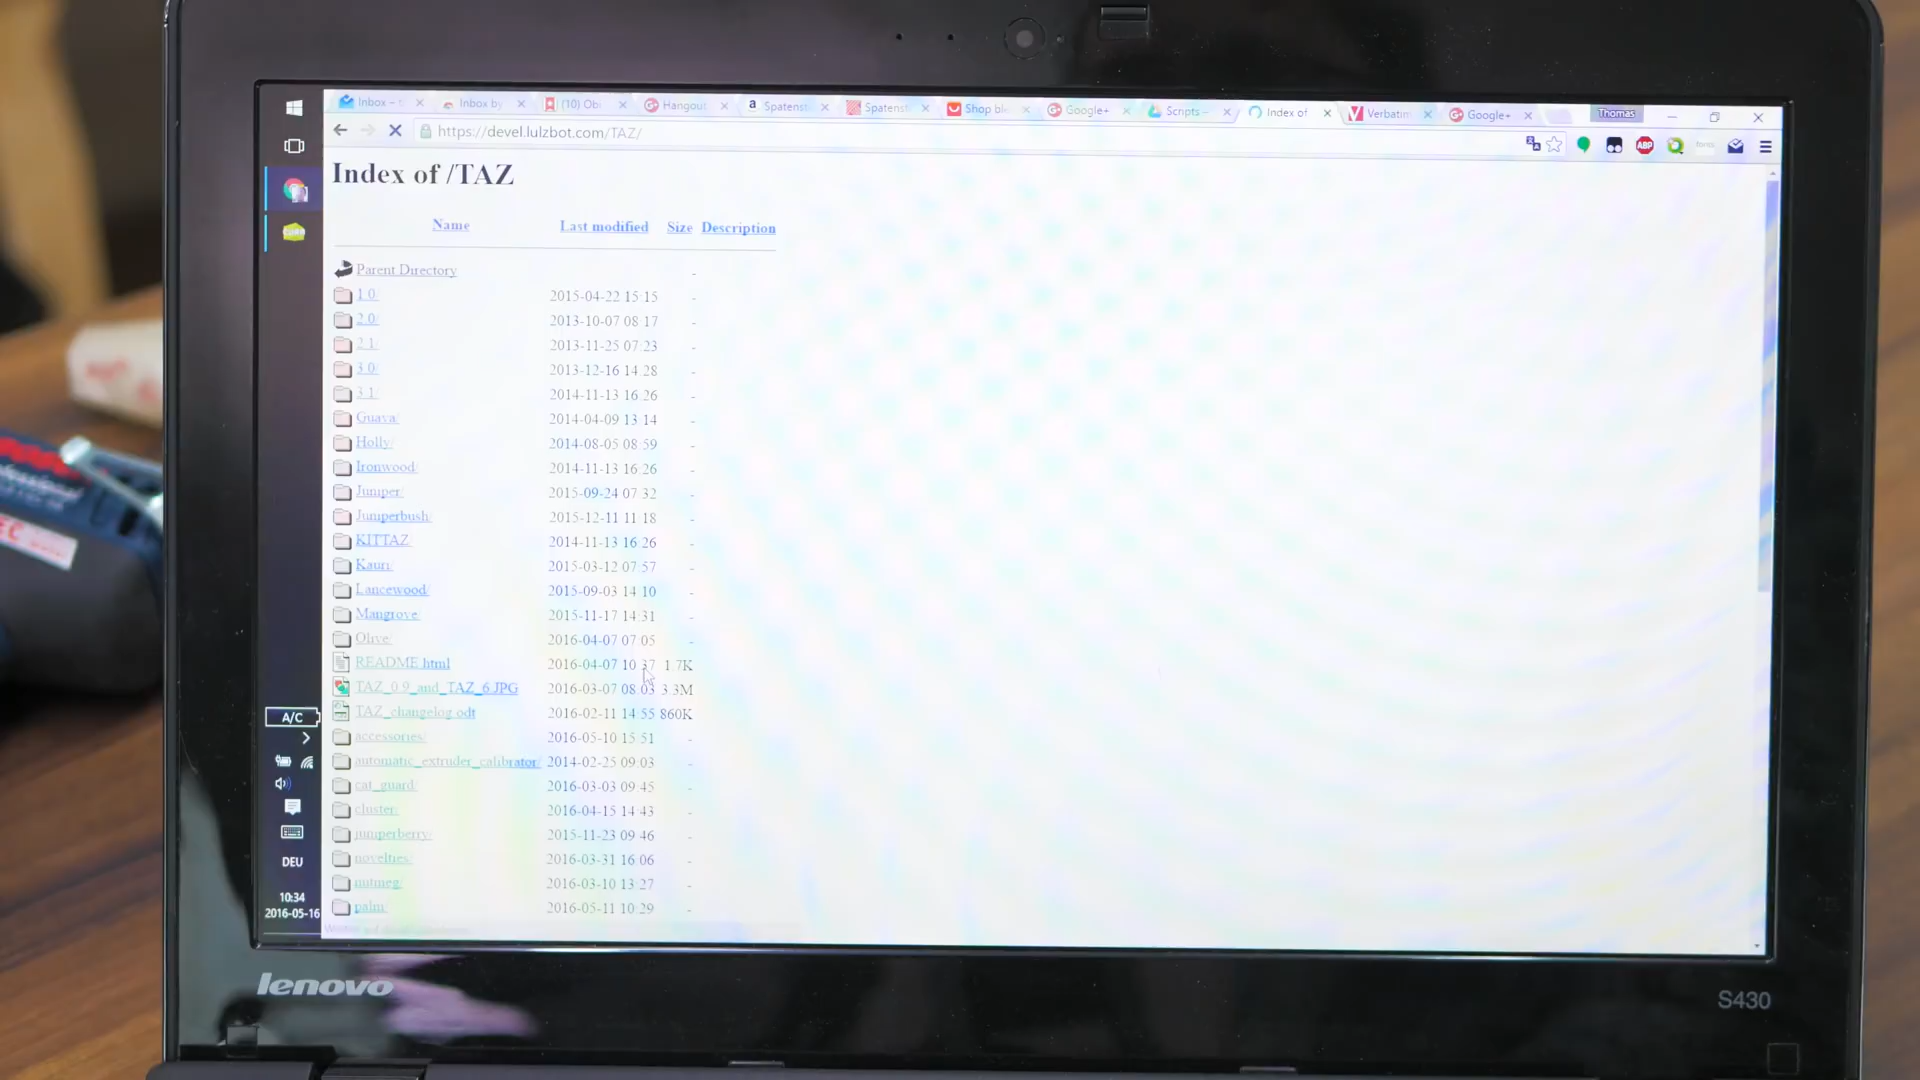 Inbox –
Inbox by
(10) Obi
Hangout
Spatenst
Spatenst
Shop ble
Google+
Scripts –
Index of
Verbatim
Google+
Thomas
https://devel.lulzbot.com/TAZ/
ABP
Index of /TAZ
Name Last modified Size Description
Parent Directory -
1.0/ 2015-04-22 15:15 -
2.0/ 2013-10-07 08:17 -
2.1/ 2013-11-25 07:23 -
3.0/ 2013-12-16 14:28 -
3.1/ 2014-11-13 16:26 -
Guava/ 2014-04-09 13:14 -
Holly/ 2014-08-05 08:59 -
Ironwood/ 2014-11-13 16:26 -
Juniper/ 2015-09-24 07:32 -
Juniperbush/ 2015-12-11 11:18 -
KITTAZ/ 2014-11-13 16:26 -
Kauri/ 2015-03-12 07:57 -
Lancewood/ 2015-09-03 14:10 -
Mangrove/ 2015-11-17 14:31 -
Olive/ 2016-04-07 07:05 -
README.html 2016-04-07 10:37 1.7K
TAZ_0.9_and_TAZ_6.JPG 2016-03-07 08:03 3.3M
TAZ_changelog.odt 2016-02-11 14:55 860K
accessories/ 2016-05-10 15:51 -
automatic_extruder_calibrator/ 2014-02-25 09:03 -
cat_guard/ 2016-03-03 09:45 -
cluster/ 2016-04-15 14:43 -
juniperberry/ 2015-11-23 09:46 -
novelties/ 2016-03-31 16:06 -
nutmeg/ 2016-03-10 13:27 -
palm/ 2016-05-11 10:29 -
A/C
DEU
10:34
2016-05-16
lenovo
S430